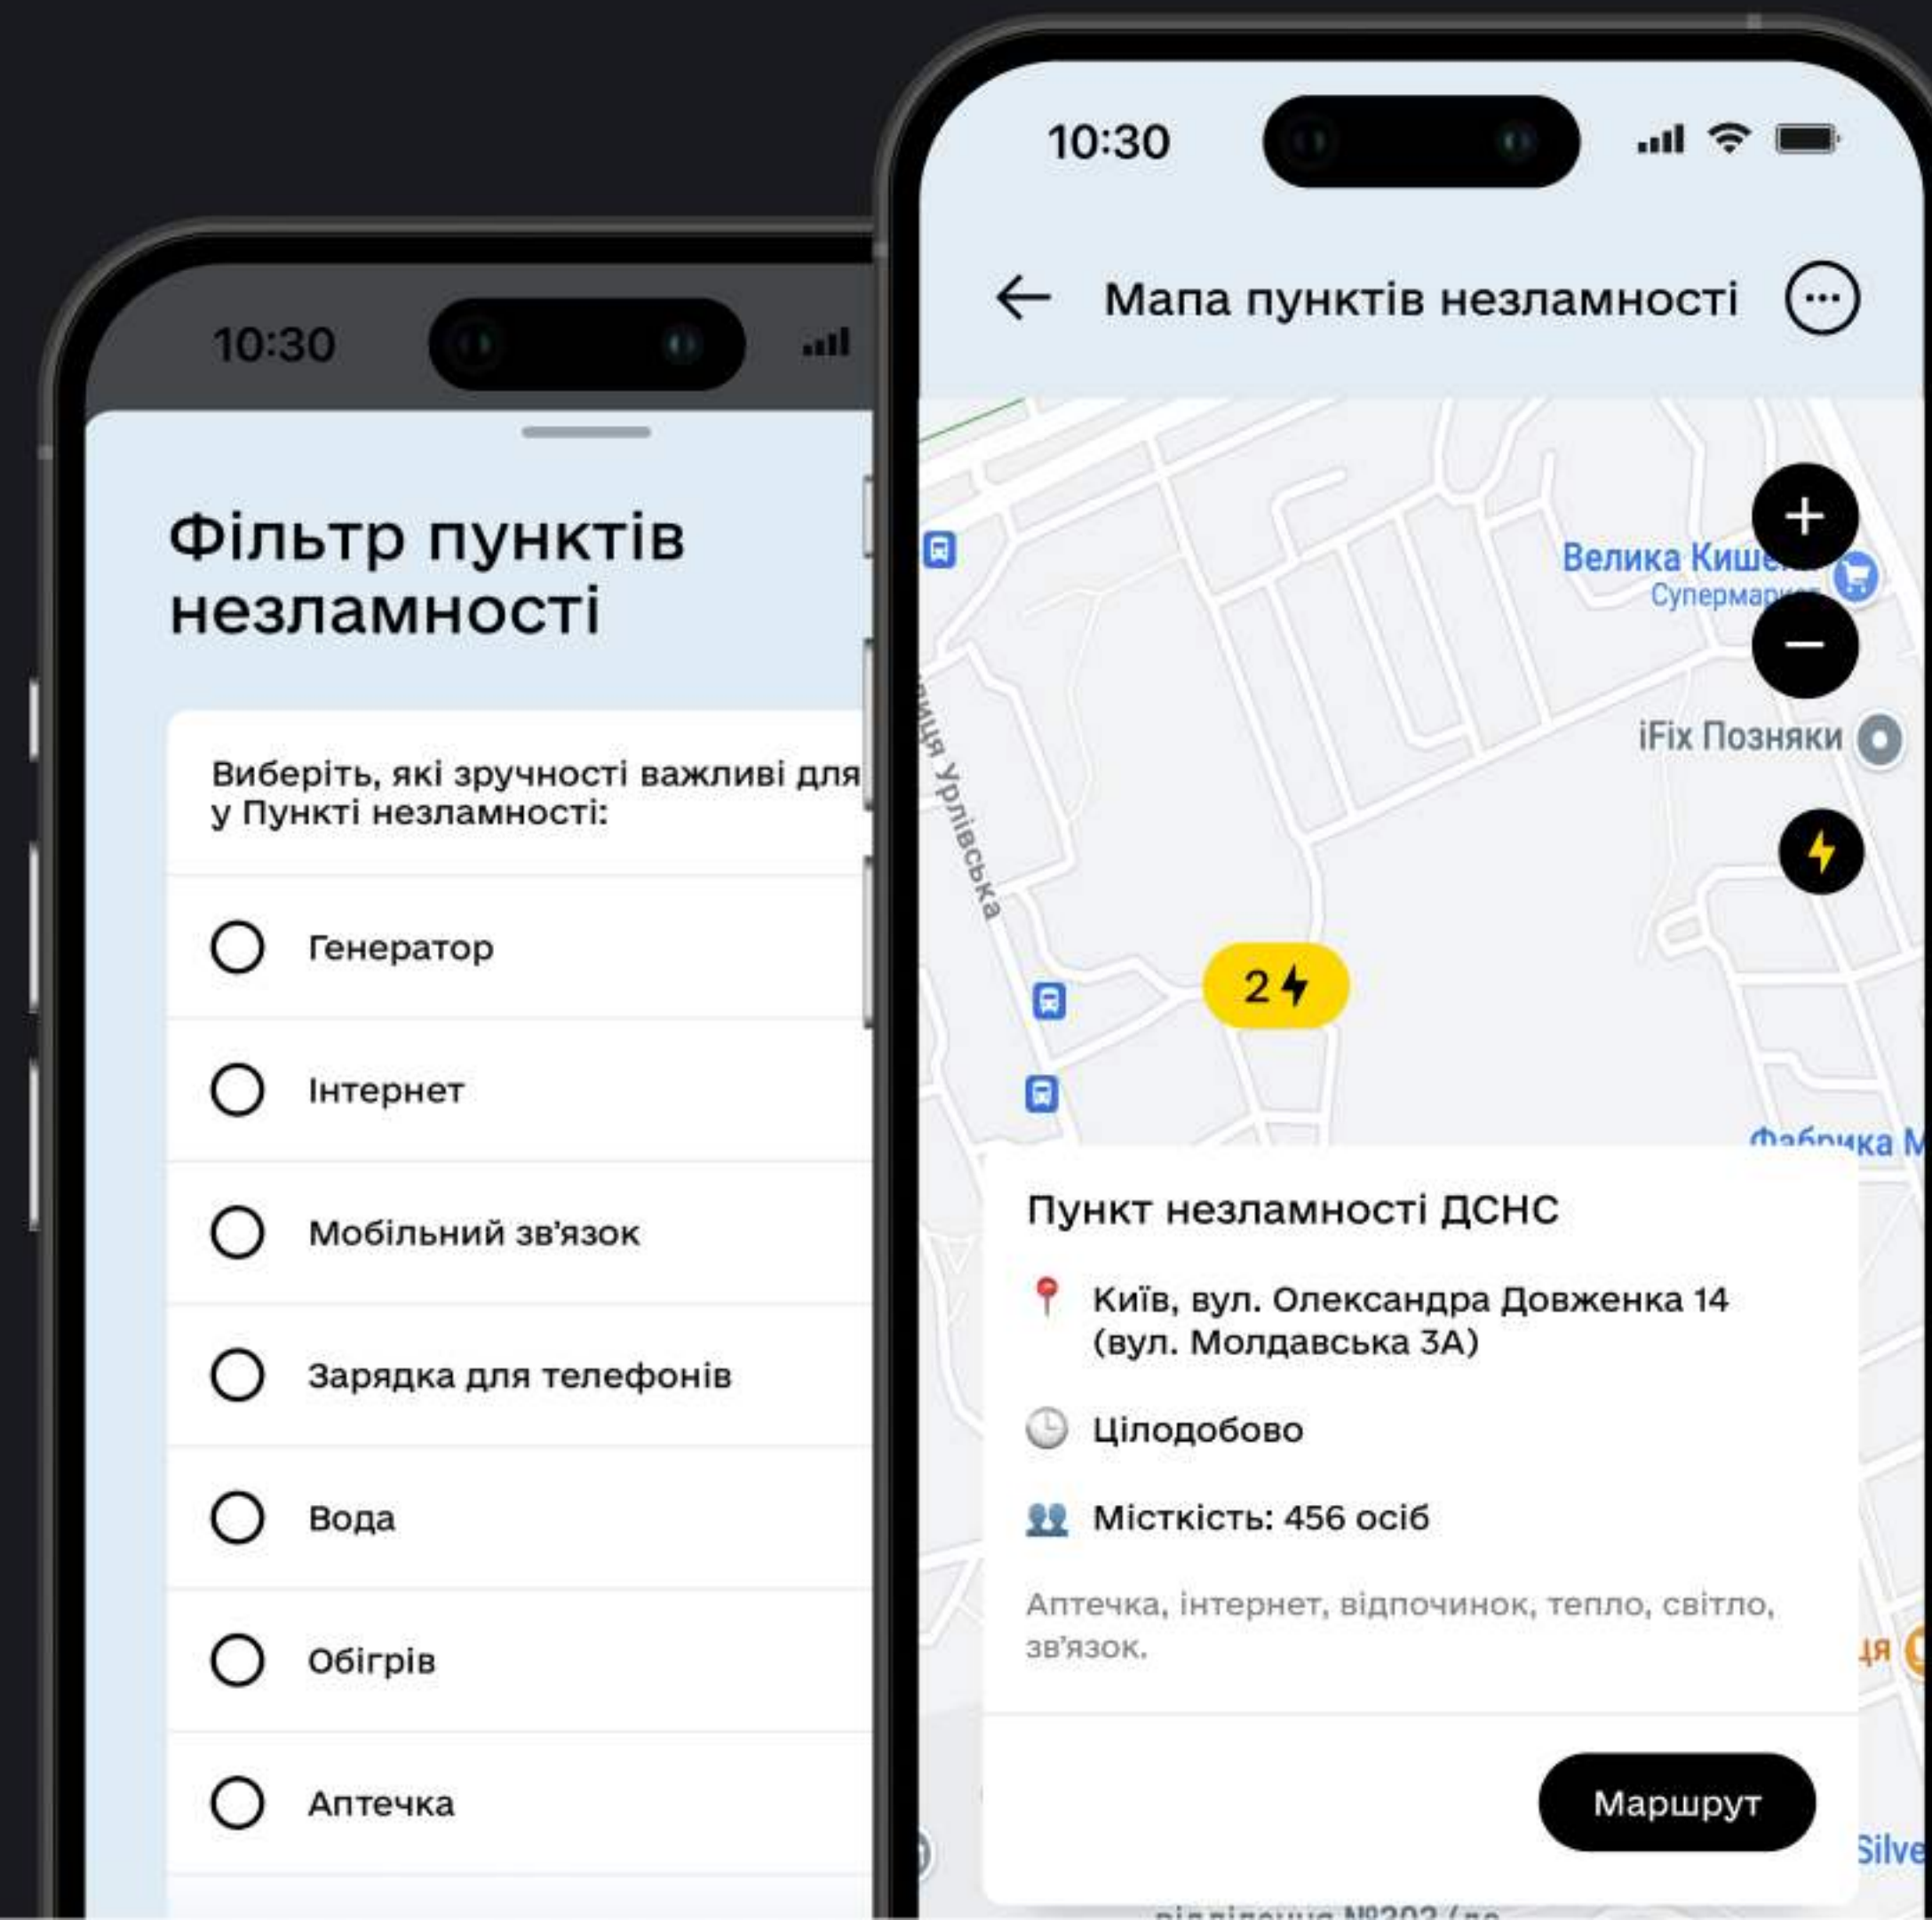 10:30
Фільтр пунктів
незламності
Виберіть, які зручності важливі для
у Пункті незламності:
Генератор
Інтернет
Мобільний зв'язок
Зарядка для телефонів
Вода
Обігрів
Аптечка
10:30
Мапа пунктів незламності
Велика
iFix Позняки
Урлівська
2
Фабрика
Пункт незламності ДСНС
Київ, вул. Олександра Довженка 14
(вул. Молдавська 3А)
Цілодобово
Місткість: 456 осіб
Аптечка, інтернет, відпочинок, тепло, світло,
зв'язок.
Маршрут